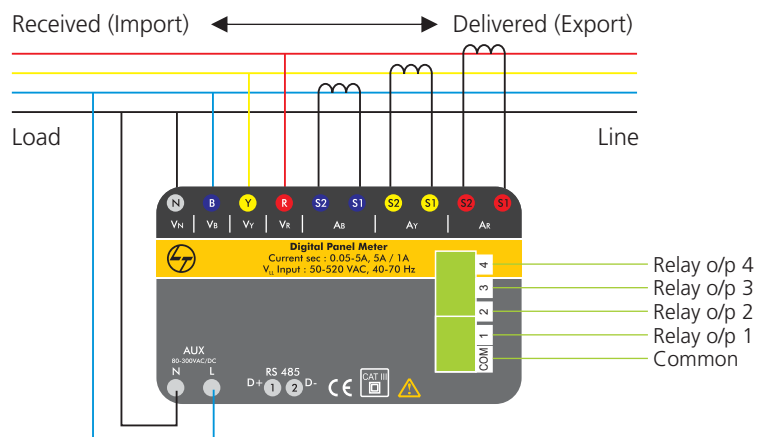 Received (Import) Delivered (Export)
Load Line
N B Y R S2 S1 S2 S1 S2 S1
VN VB VY VR AB AY AR
LT
Digital Panel Meter
Current sec : 0.05-5A, 5A / 1A
VLL Input : 50-520 VAC, 40-70 Hz
4 Relay o/p 4
3 Relay o/p 3
2 Relay o/p 2
1 Relay o/p 1
COM Common
AUX
80-300VAC/DC
N L
RS 485
D+ 1 2 D- CE CAT III